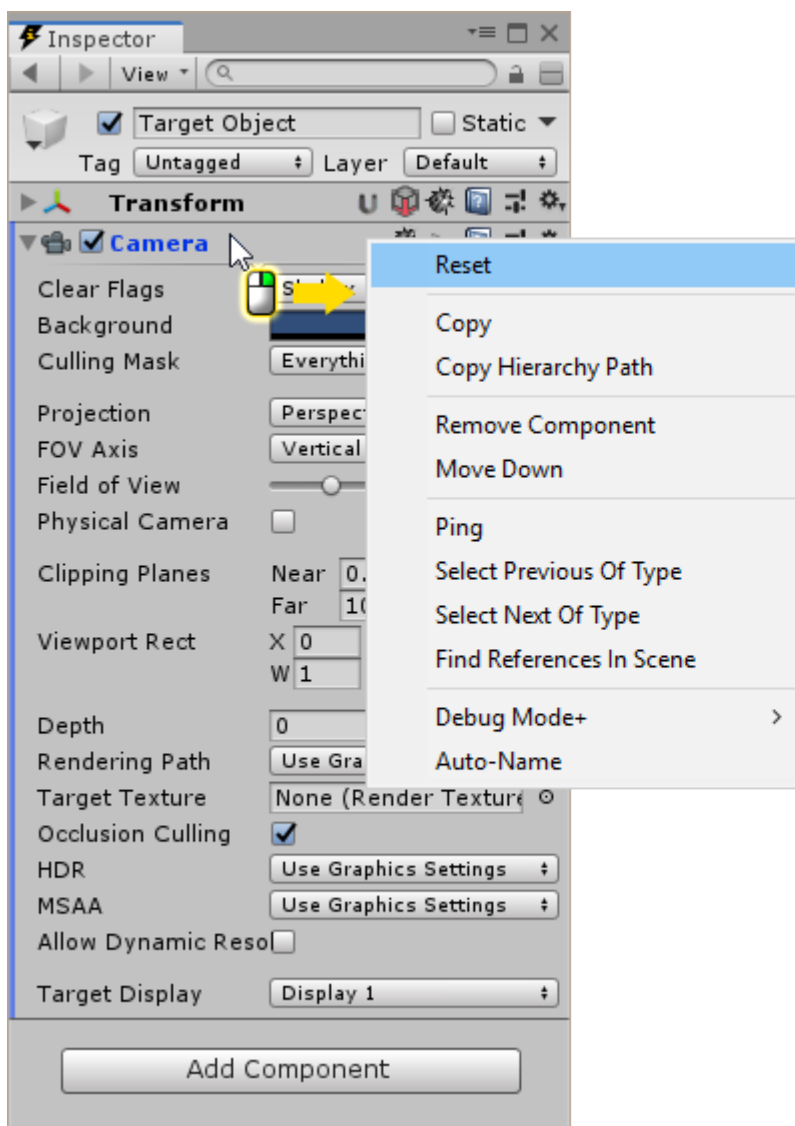 Inspector
View
Target Object
Static
Tag
Untagged
Layer
Default
Transform
Camera
Clear Flags
Background
Culling Mask
Projection
FOV Axis
Vertical
Field of View
Physical Camera
Clipping Planes
Near
0.
Far
10
Viewport Rect
X 0
W 1
Depth
0
Rendering Path
Use Gra
Target Texture
None (Render Texture
Occlusion Culling
HDR
Use Graphics Settings
MSAA
Use Graphics Settings
Allow Dynamic Reso
Target Display
Display 1
Add Component
Reset
Copy
Copy Hierarchy Path
Remove Component
Move Down
Ping
Select Previous Of Type
Select Next Of Type
Find References In Scene
Debug Mode+
Auto-Name